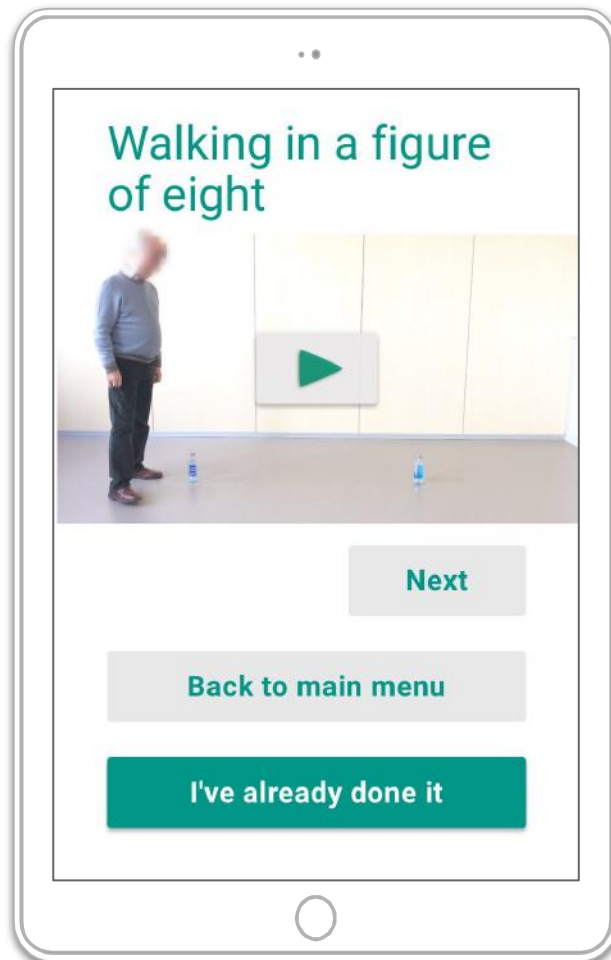 Walking in a figure
of eight
Next
Back to main menu
I've already done it